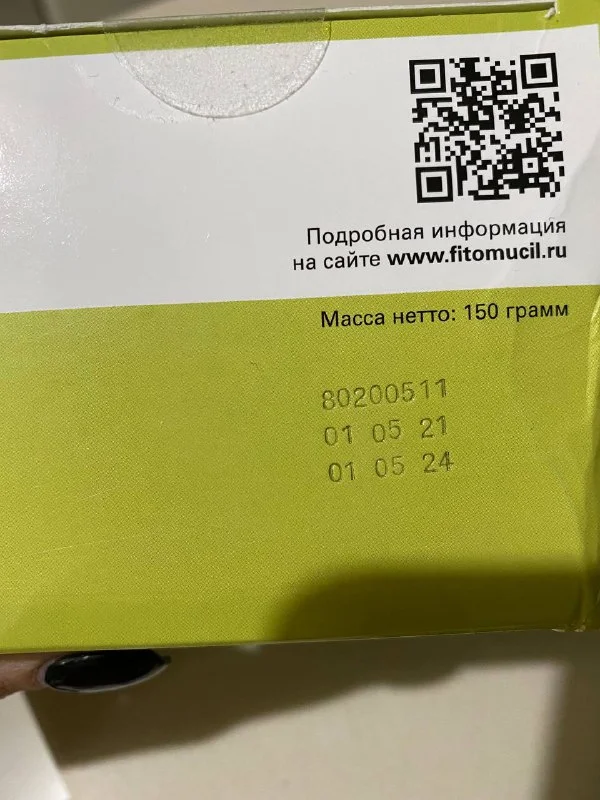 Подробная информация
на сайте www.fitomucil.ru
Масса нетто: 150 грамм
80200511
01 05 21
01 05 24